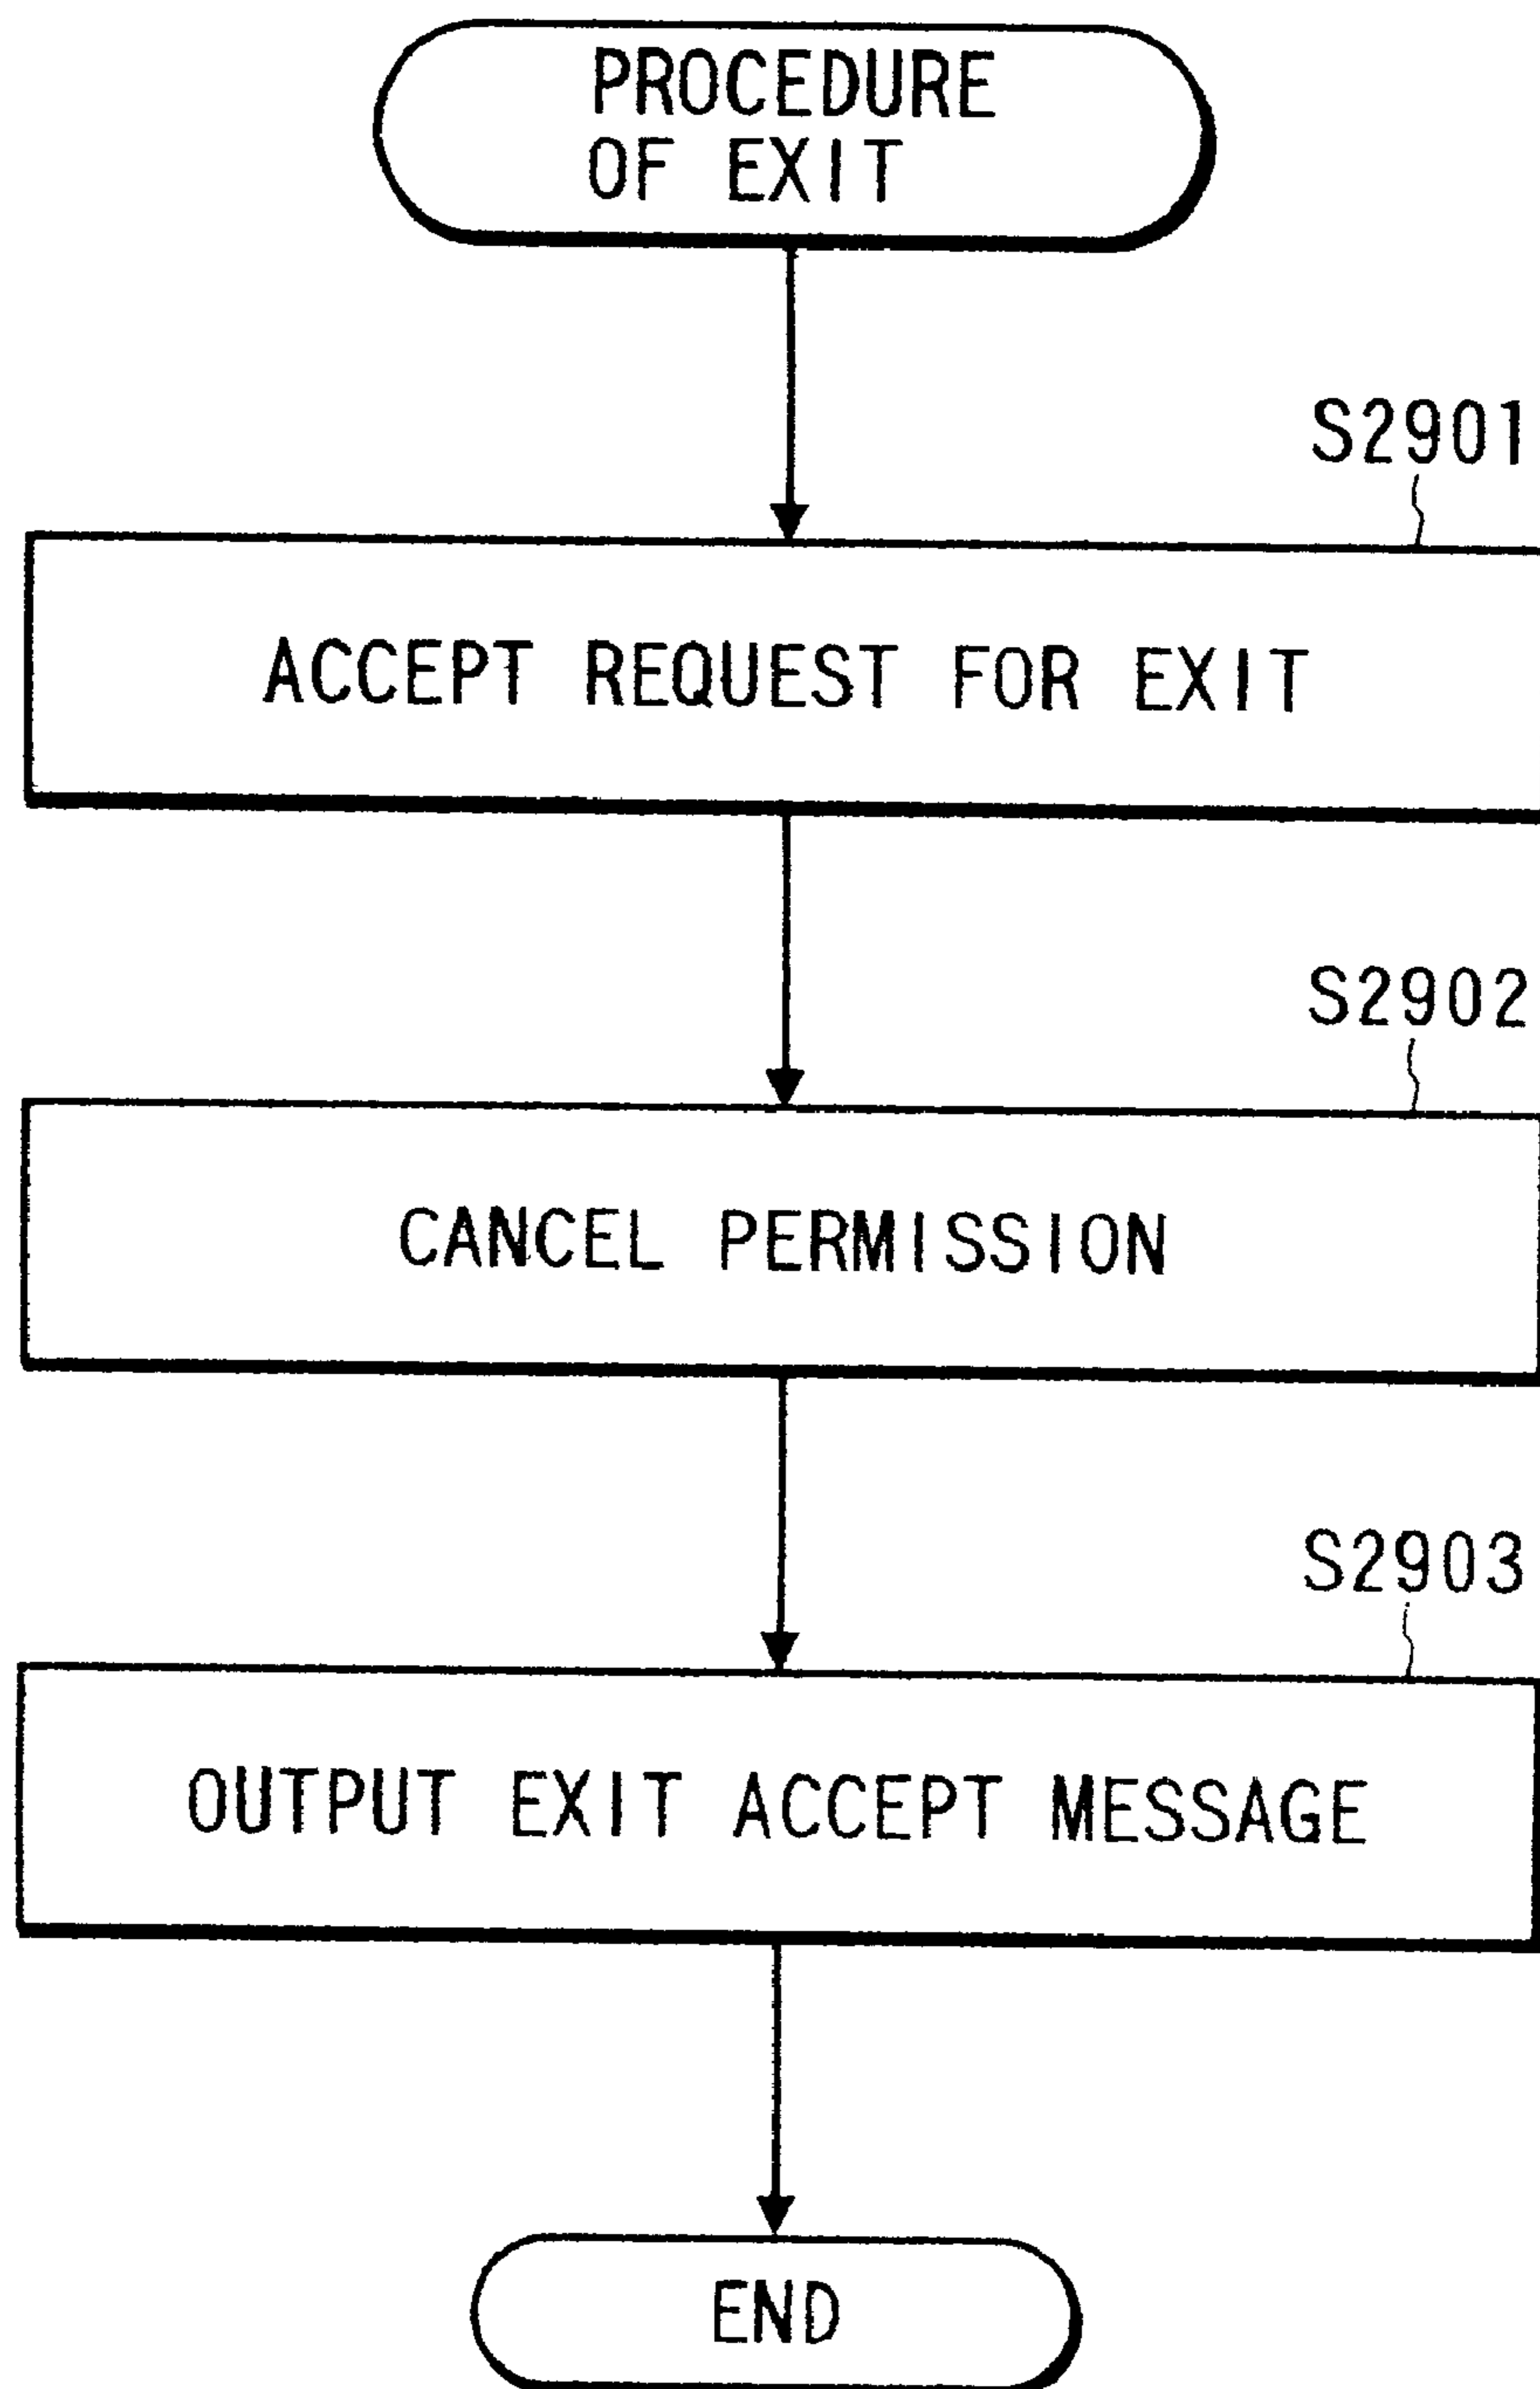 PROCEDURE
OF EXIT
S2901
ACCEPT REQUEST FOR EXIT
S2902
CANCEL PERMISSION
S2903
OUTPUT EXIT ACCEPT MESSAGE
END